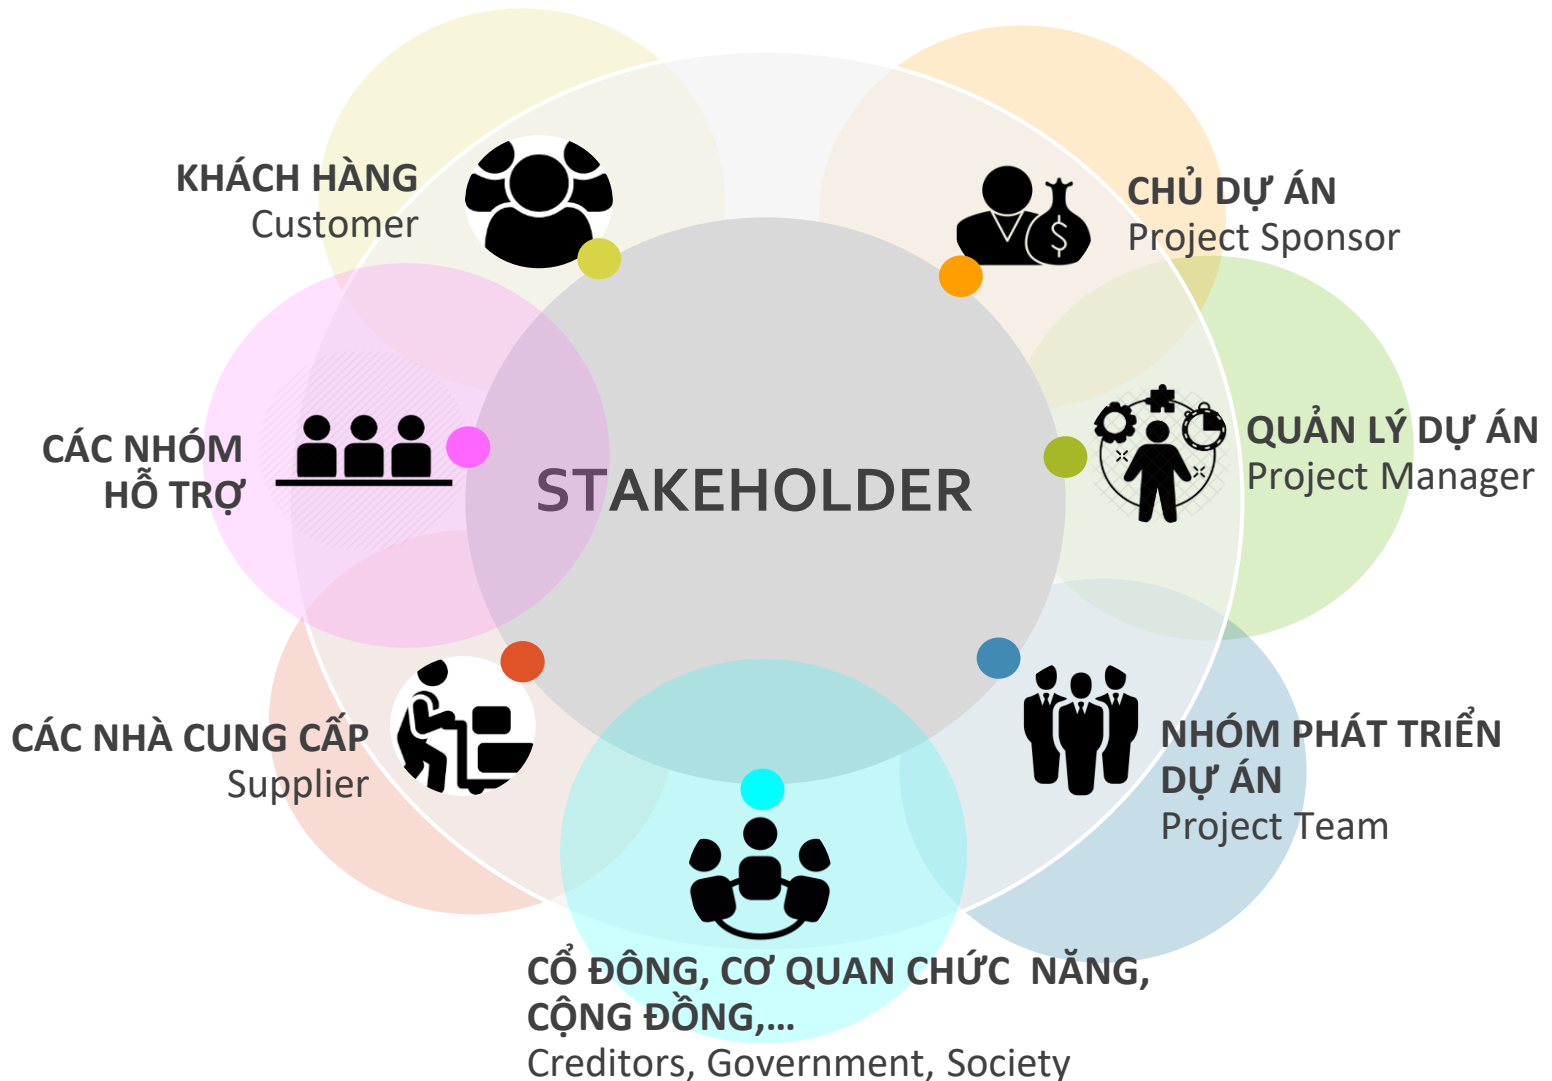 KHÁCH HÀNG
Customer
CHỦ DỰ ÁN
Project Sponsor
CÁC NHÓM
HỖ TRỢ
STAKEHOLDER
QUẢN LÝ DỰ ÁN
Project Manager
CÁC NHÀ CUNG CẤP
Supplier
$
NHÓM PHÁT TRIỂN
DỰ ÁN
Project Team
CỔ ĐÔNG, CƠ QUAN CHỨC NĂNG,
CỘNG ĐỒNG,...
Creditors, Government, Society